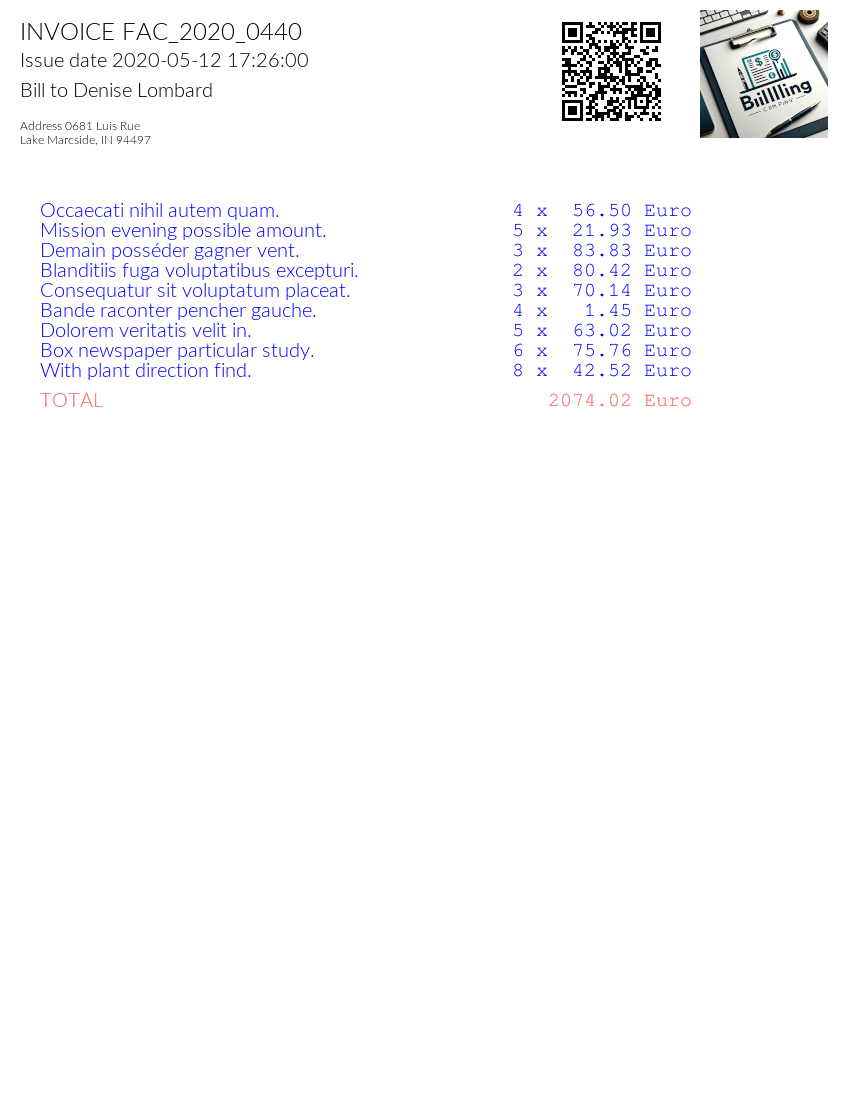 INVOICE FAC_2020_0440
Issue date 2020-05-12 17:26:00
Bill to Denise Lombard
Address 0681 Luis Rue
Lake Marcside, IN 94497
Biillling
COMPANY
Occaecati nihil autem quam. 4 x 56.50 Euro
Mission evening possible amount. 5 x 21.93 Euro
Demain posséder gagner vent. 3 x 83.83 Euro
Blanditiis fuga voluptatibus excepturi. 2 x 80.42 Euro
Consequatur sit voluptatum placeat. 3 x 70.14 Euro
Bande raconter pencher gauche. 4 x 1.45 Euro
Dolorem veritatis velit in. 5 x 63.02 Euro
Box newspaper particular study. 6 x 75.76 Euro
With plant direction find. 8 x 42.52 Euro
TOTAL 2074.02 Euro